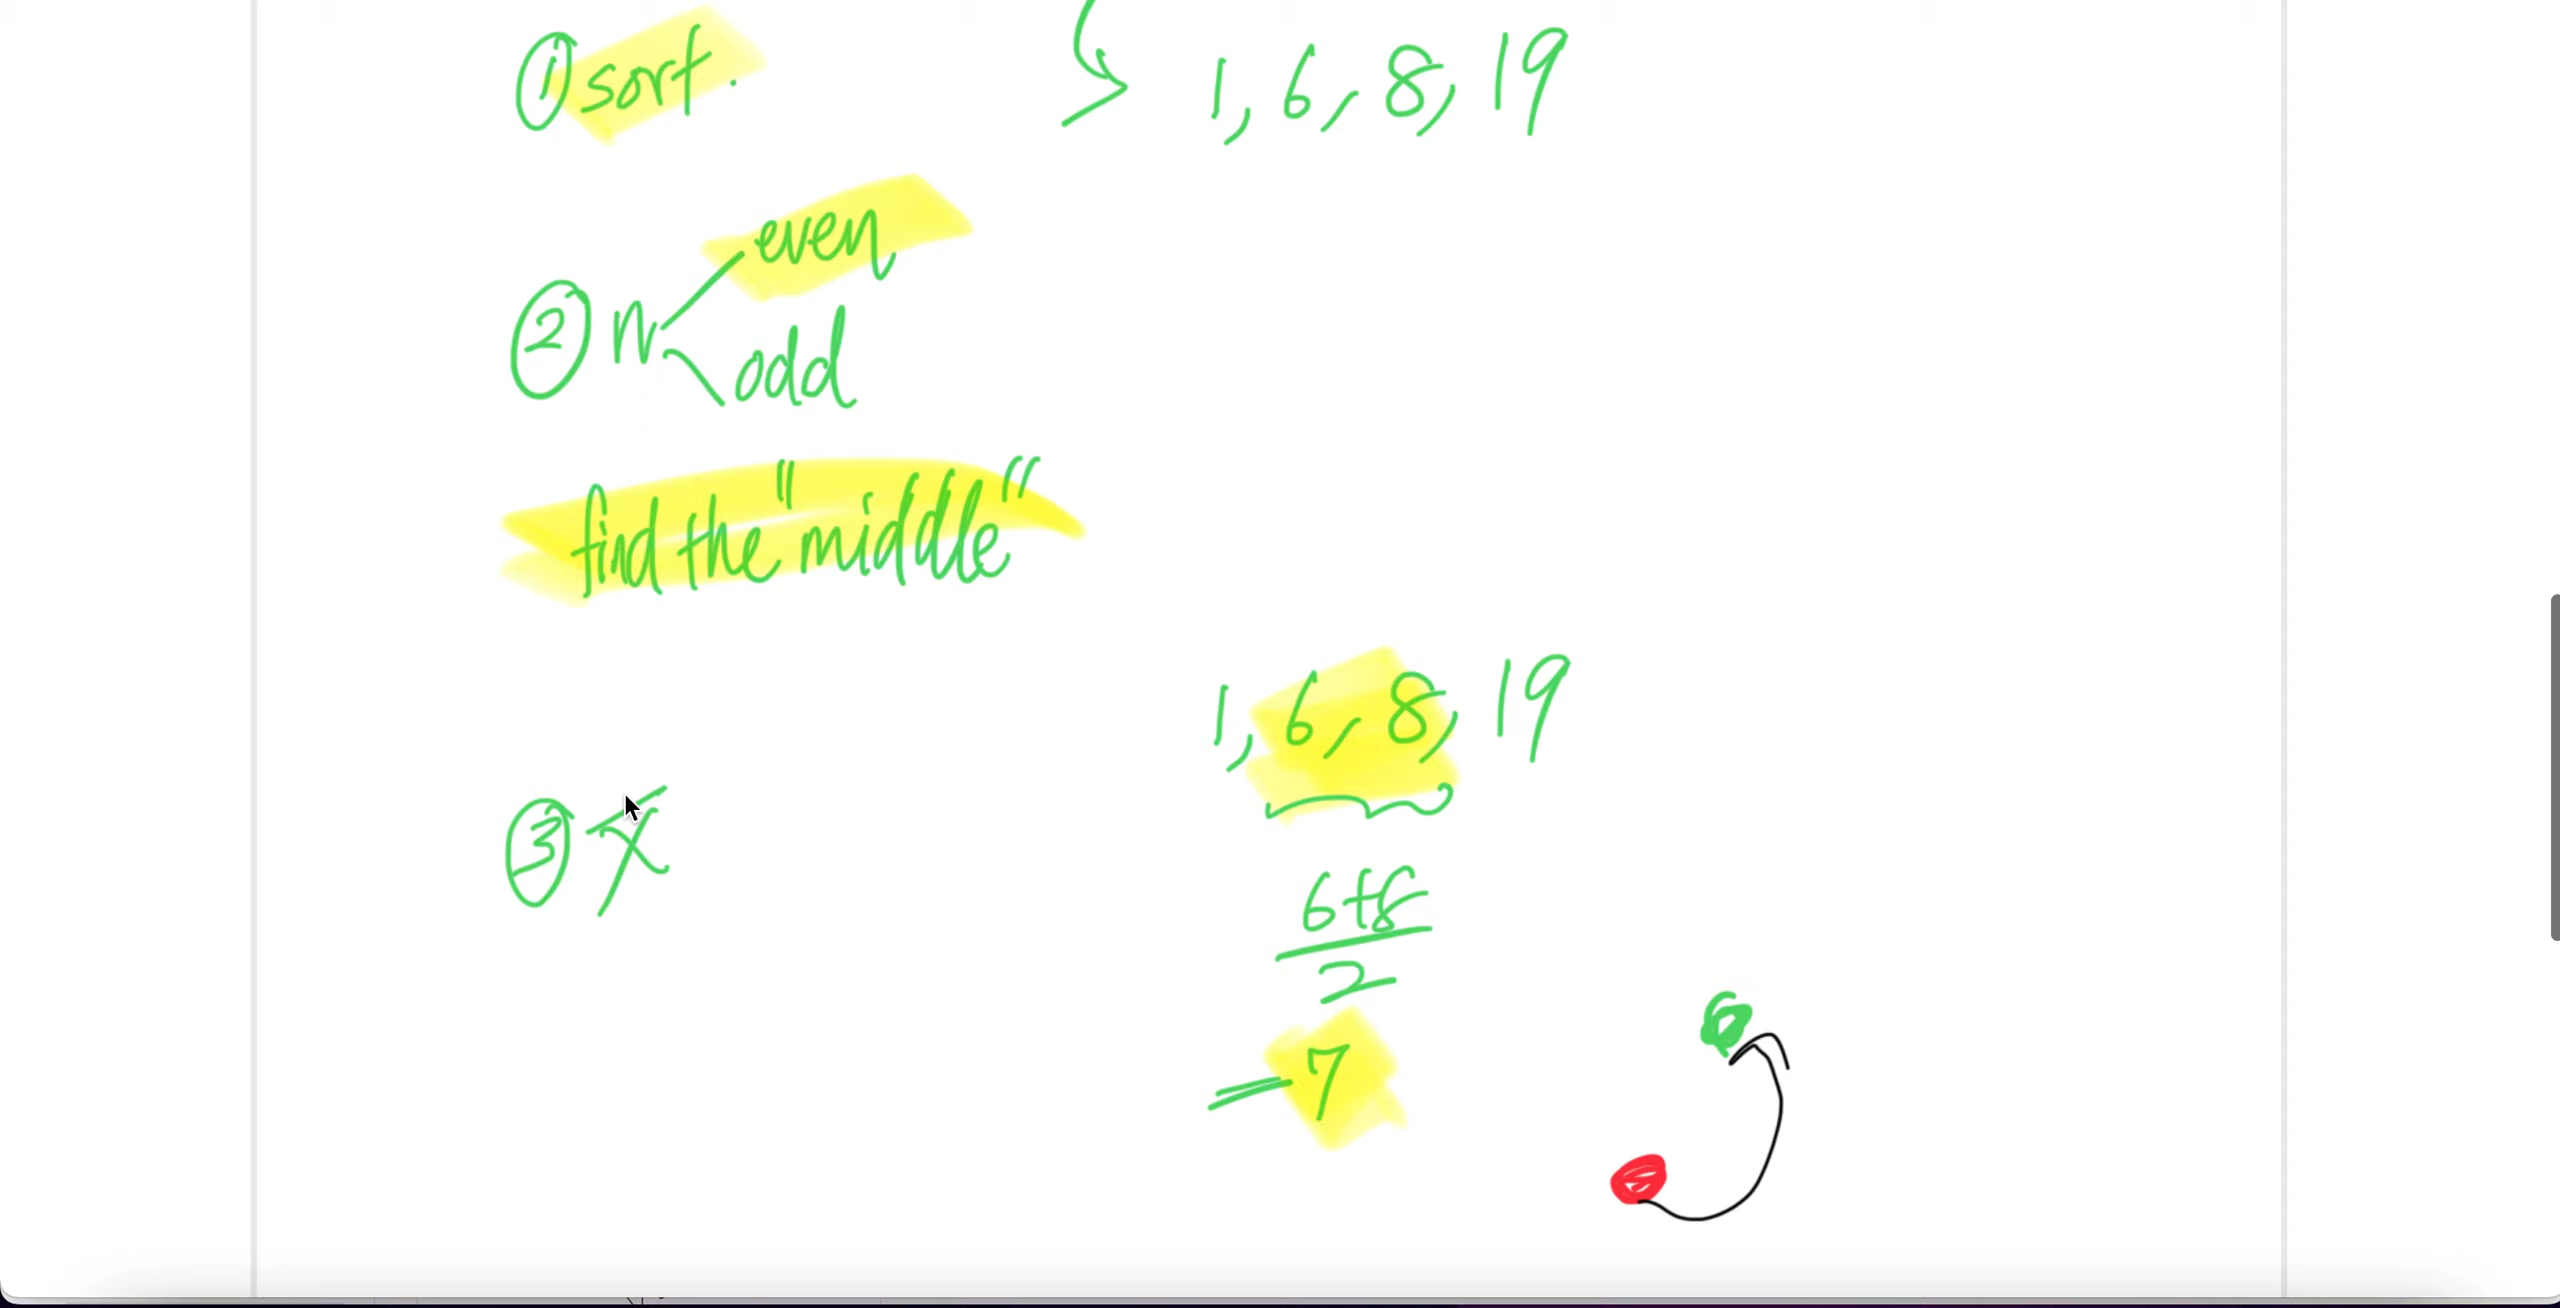 ① sort.
1, 6, 8, 19
② n
even
odd
find the "middle"
1, 6, 8, 19
③ x̄
6+8
2
= 7